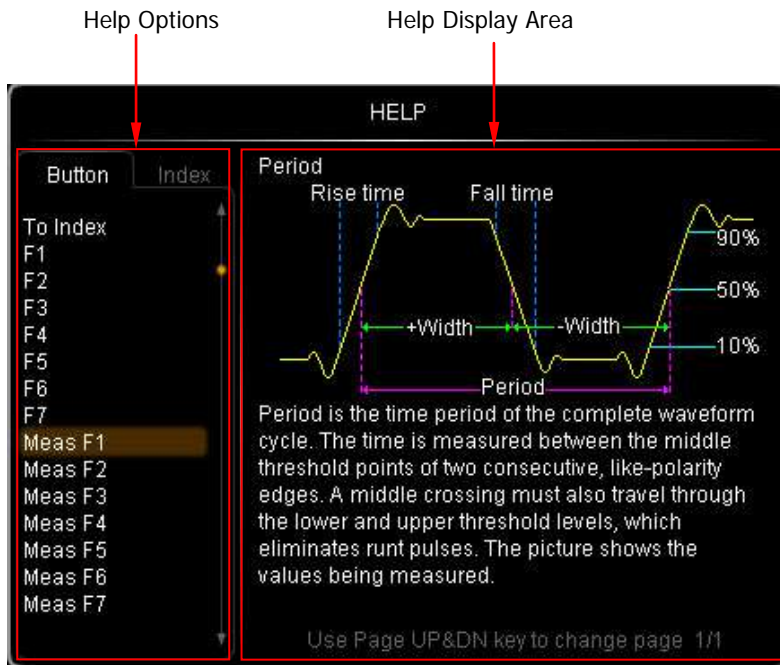 Help Options
Help Display Area
HELP
Button
Index
To Index
F1
F2
F3
F4
F5
F6
F7
Meas F1
Meas F2
Meas F3
Meas F4
Meas F5
Meas F6
Meas F7
Period
Rise time
Fall time
90%
50%
+Width
-Width
10%
Period
Period is the time period of the complete waveform
cycle. The time is measured between the middle
threshold points of two consecutive, like-polarity
edges. A middle crossing must also travel through
the lower and upper threshold levels, which
eliminates runt pulses. The picture shows the
values being measured.
Use Page UP&DN key to change page 1/1